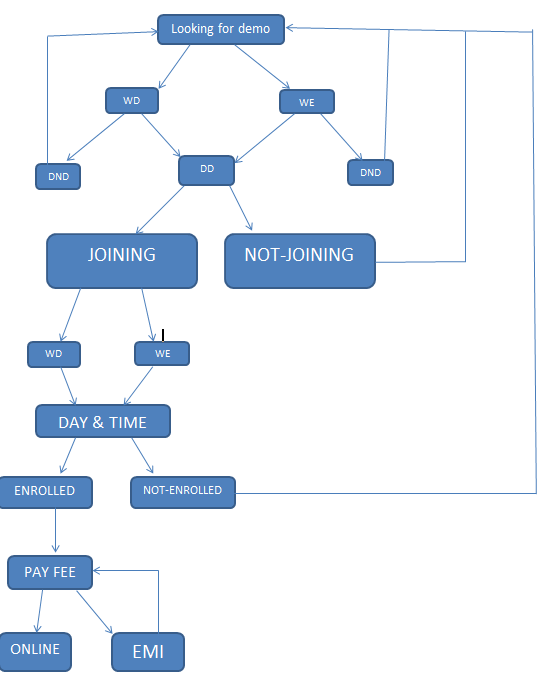 Looking for demo
WD
WE
DND
DD
DND
JOINING
NOT-JOINING
WD
WE
DAY & TIME
ENROLLED
NOT-ENROLLED
PAY FEE
ONLINE
EMI